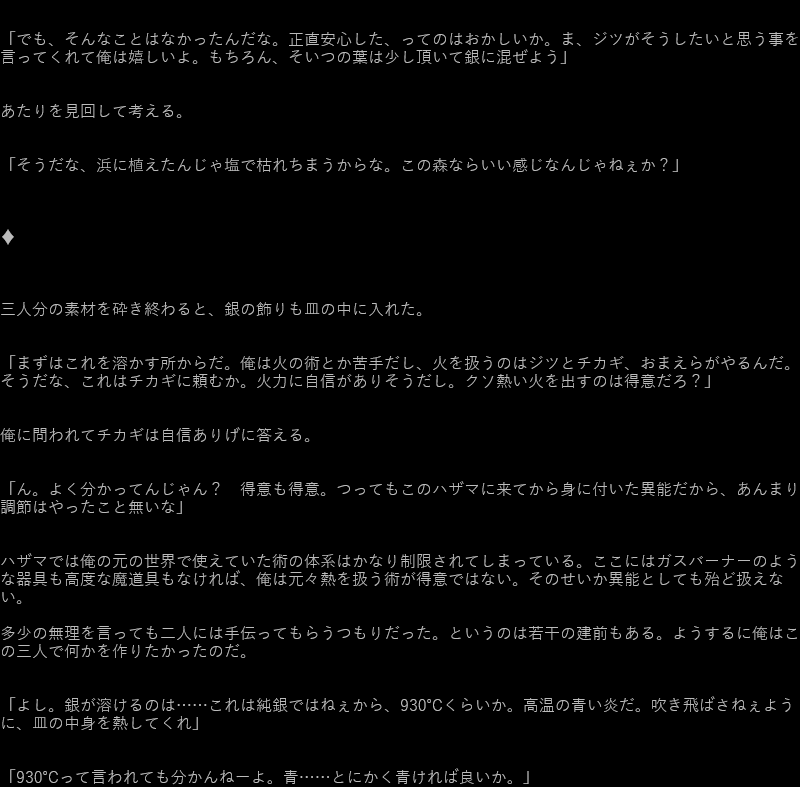 「でも、そんなことはなかったんだな。正直安心した、ってのはおかしいか。ま、ジツがそうしたいと思う事を
言ってくれて俺は嬉しいよ。もちろん、そいつの葉は少し頂いて銀に混ぜよう」
あたりを見回して考える。
「そうだな、浜に植えたんじゃ塩で枯れちまうからな。この森ならいい感じなんじゃねぇか？」
♦
三人分の素材を砕き終わると、銀の飾りも皿の中に入れた。
「まずはこれを溶かす所からだ。俺は火の術とか苦手だし、火を扱うのはジツとチカギ、おまえらがやるんだ。
そうだな、これはチカギに頼むか。火力に自信がありそうだし。クソ熱い火を出すのは得意だろ？」
俺に問われてチカギは自信ありげに答える。
「ん。よく分かってんじゃん？　得意も得意。つってもこのハザマに来てから身に付いた異能だから、あんまり
調節はやったこと無いな」
ハザマでは俺の元の世界で使えていた術の体系はかなり制限されてしまっている。ここにはガスバーナーのよう
な器具も高度な魔道具もなければ、俺は元々熱を扱う術が得意ではない。そのせいか異能としても殆ど扱えな
い。
多少の無理を言っても二人には手伝ってもらうつもりだった。というのは若干の建前もある。ようするに俺はこ
の三人で何かを作りたかったのだ。
「よし。銀が溶けるのは……これは純銀ではねぇから、930℃くらいか。高温の青い炎だ。吹き飛ばさねぇよう
に、皿の中身を熱してくれ」
「930℃って言われても分かんねーよ。青……とにかく青ければ良いか。」